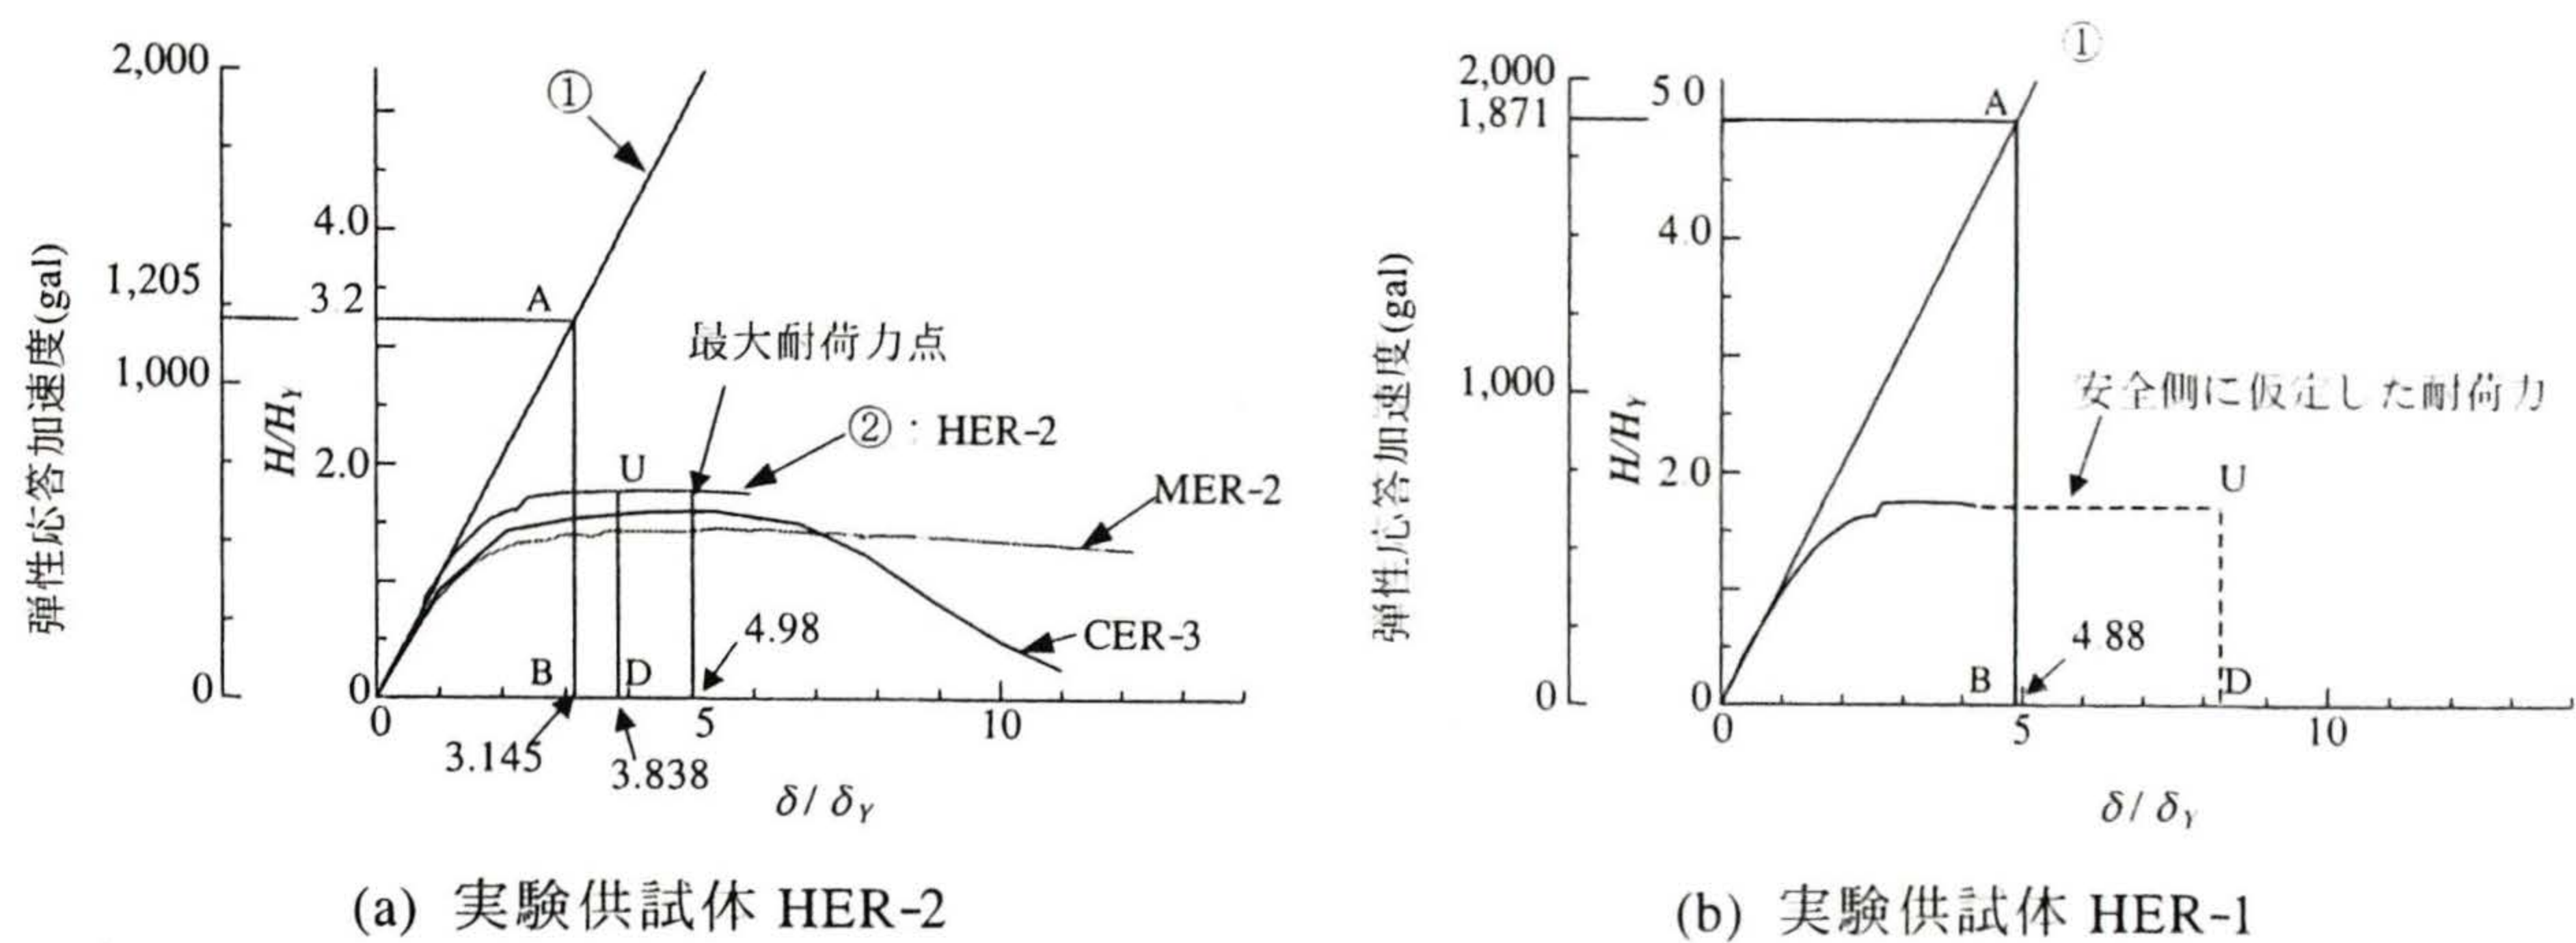 弾性応答加速度(gal)
2,000
1,205
1,000
0
H/H_Y
4.0
3.2
2.0
0
①
A
最大耐荷力点
U
②:HER-2
MER-2
CER-3
4.98
B
D
0
5
10
3.145
3.838
δ/δ_Y
(a) 実験供試体 HER-2
弾性応答加速度(gal)
2,000
1,871
1,000
0
H/H_Y
5 0
4.0
2 0
0
①
A
安全側に仮定した耐荷力
U
4 88
B
D
0
5
10
δ/δ_Y
(b) 実験供試体 HER-1